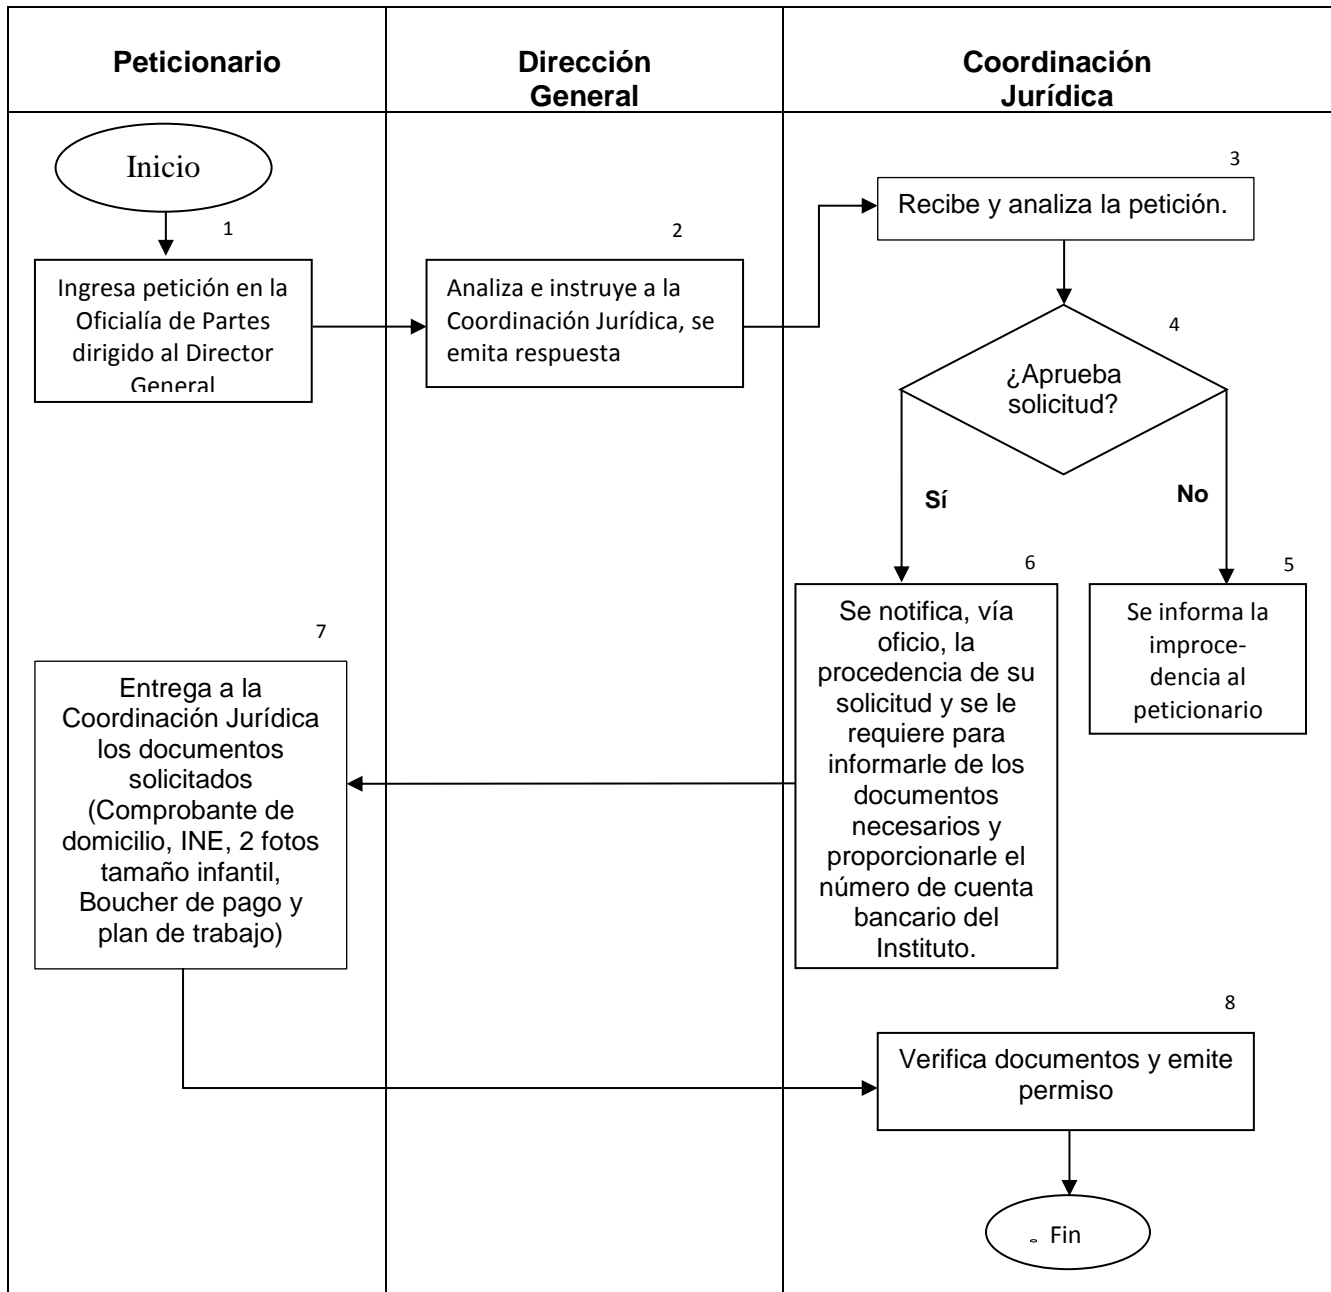 Peticionario
Dirección
General
Coordinación
Jurídica
Inicio
1
Ingresa petición en la
Oficialía de Partes
dirigido al Director
General
2
Analiza e instruye a la
Coordinación Jurídica, se
emita respuesta
3
Recibe y analiza la petición.
4
¿Aprueba
solicitud?
Sí
No
5
Se informa la
improce-
dencia al
peticionario
6
Se notifica, vía
oficio, la
procedencia de su
solicitud y se le
requiere para
informarle de los
documentos
necesarios y
proporcionarle el
número de cuenta
bancario del
Instituto.
7
Entrega a la
Coordinación Jurídica
los documentos
solicitados
(Comprobante de
domicilio, INE, 2 fotos
tamaño infantil,
Boucher de pago y
plan de trabajo)
8
Verifica documentos y emite
permiso
Fin